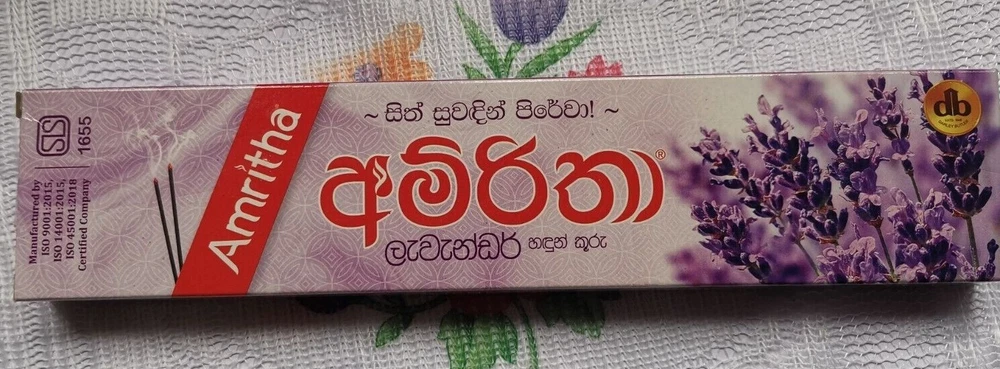 SLS
1655
Manufactured by
ISO 9001:2015,
ISO 14001:2015,
ISO 45001:2018
Certified Company
Amritha
~ සිත් සුවඳින් පිරේවා! ~
අම්රිතා®
ලැවැන්ඩර් හඳුන් කූරු
db